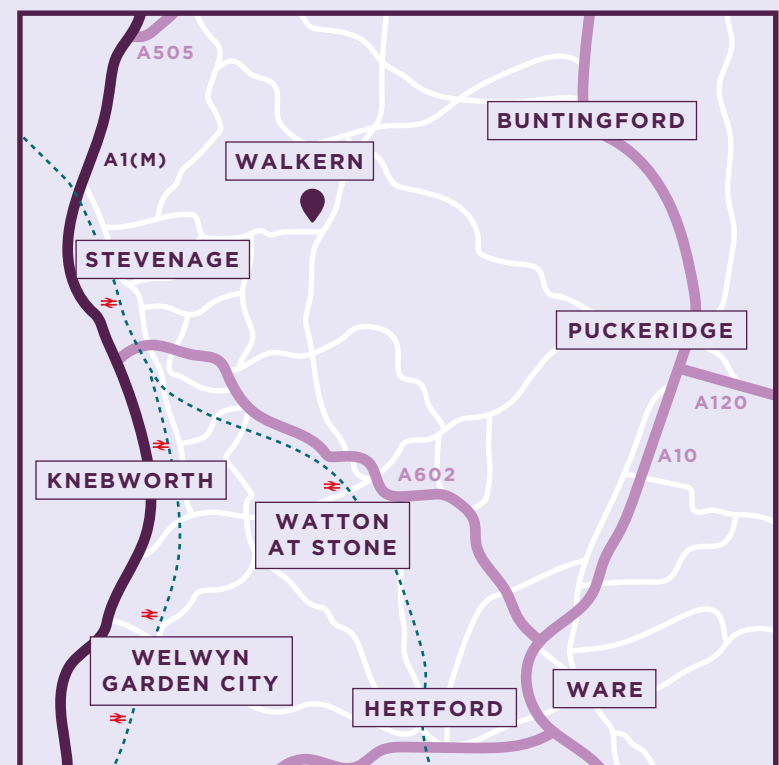 A505
BUNTINGFORD
A1(M)
WALKERN
STEVENAGE
PUCKERIDGE
A120
A10
KNEBWORTH
A602
WATTON
AT STONE
WELWYN
GARDEN CITY
WARE
HERTFORD